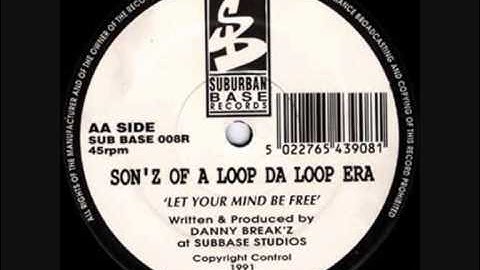 SUBURBAN
BASE
RECORDS
AA SIDE
SUB BASE 008R
45rpm
5 022765 439081
SON'Z OF A LOOP DA LOOP ERA
'LET YOUR MIND BE FREE'
Written & Produced by
DANNY BREAK'Z
at SUBBASE STUDIOS
Copyright Control
1991
ALL RIGHTS OF THE MANUFACTURER AND OF THE OWNER OF THE RECOR
ANCE BROADCASTING AND COPYING OF THIS RECORD PROHIBITED